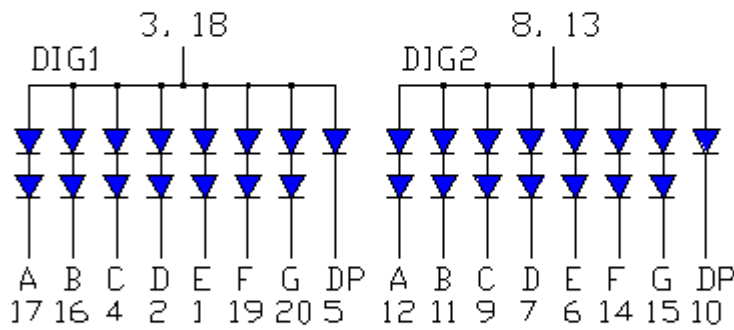 3, 18 8, 13
DIG1 DIG2
A B C D E F G DP A B C D E F G DP
17 16 4 2 1 19 20 5 12 11 9 7 6 14 15 10